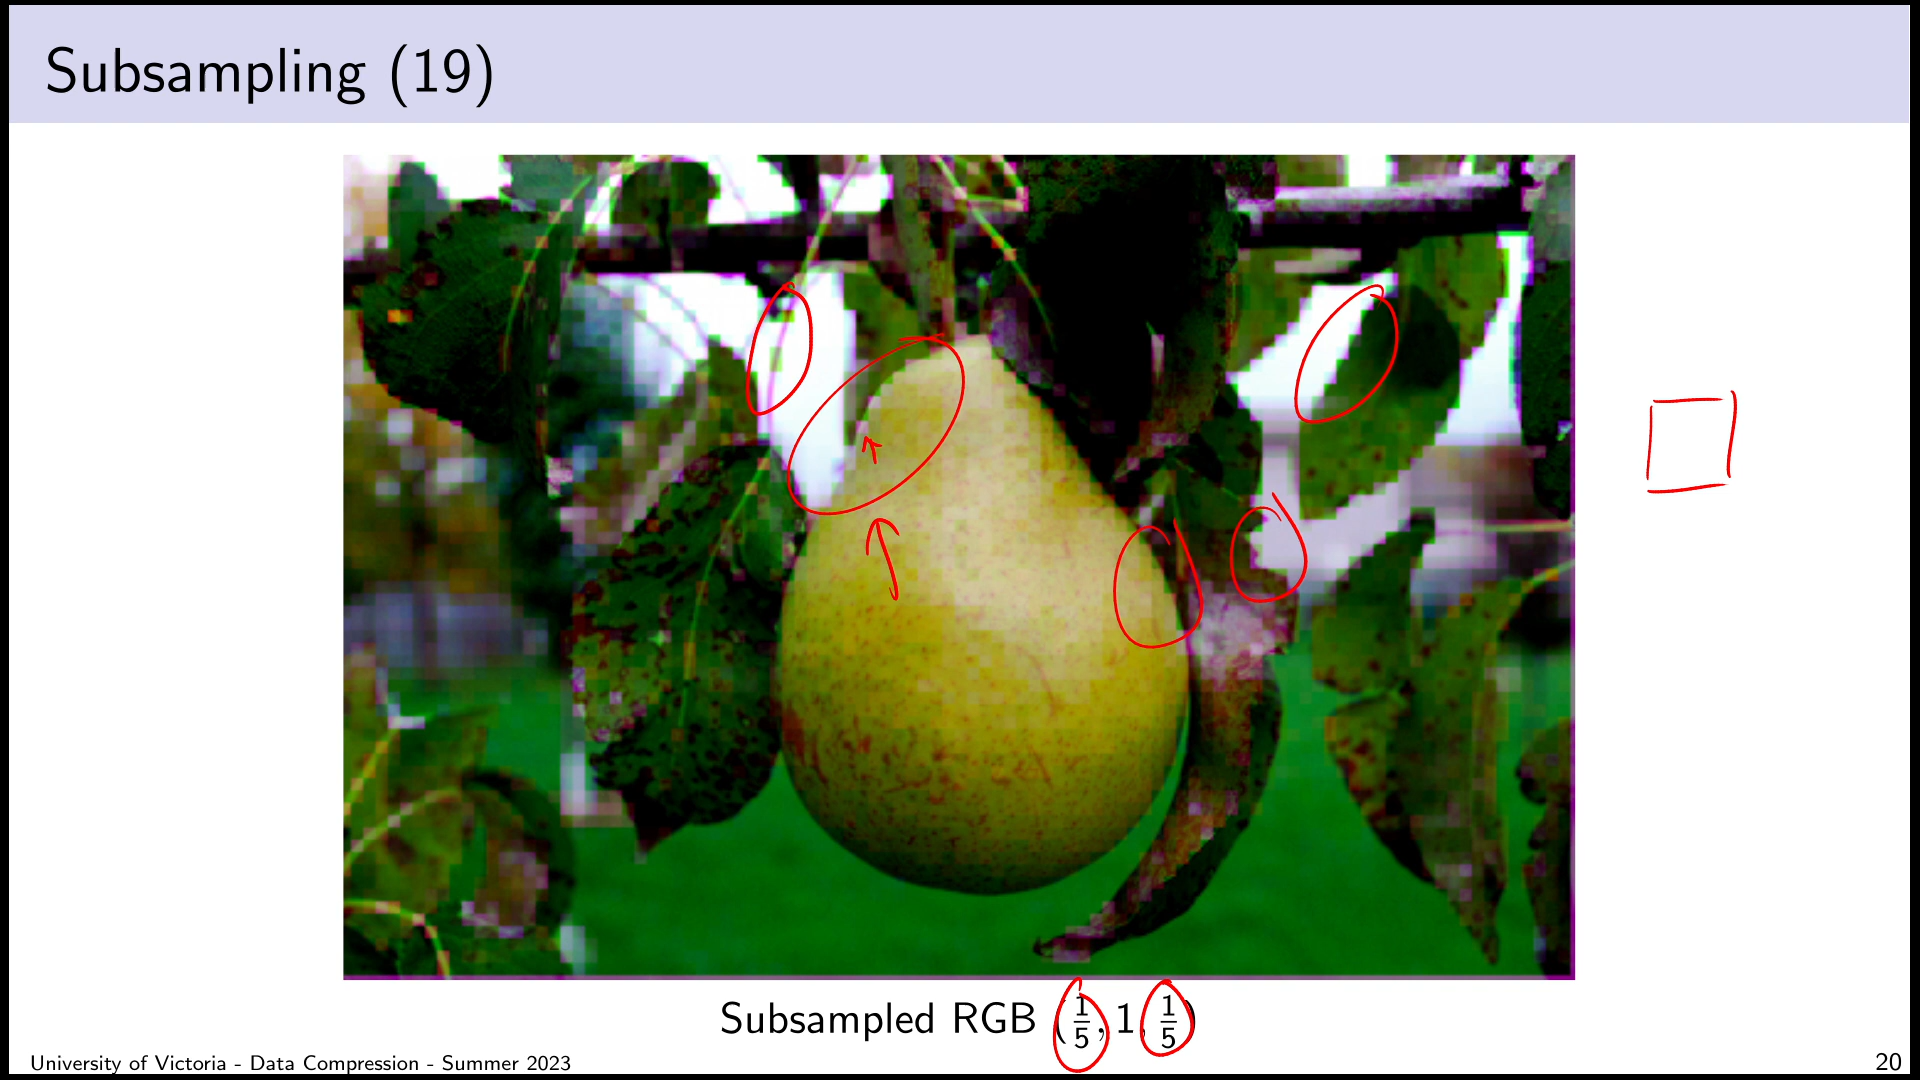 Subsampling (19)
Subsampled RGB (1/5, 1, 1/5)
University of Victoria - Data Compression - Summer 2023
20